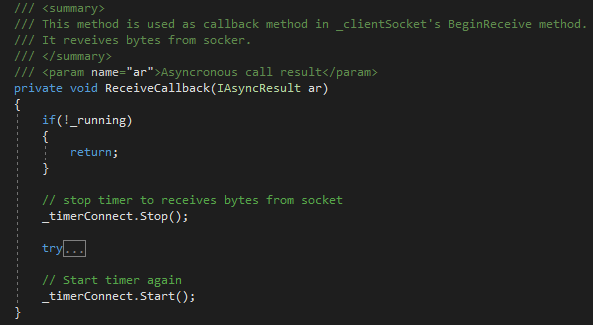 /// <summary>
/// This method is used as callback method in _clientSocket's BeginReceive method.
/// It reveives bytes from socker.
/// </summary>
/// <param name="ar">Asyncronous call result</param>
private void ReceiveCallback(IAsyncResult ar)
{
    if(!_running)
    {
        return;
    }

    // stop timer to receives bytes from socket
    _timerConnect.Stop();

    try...

    // Start timer again
    _timerConnect.Start();
}